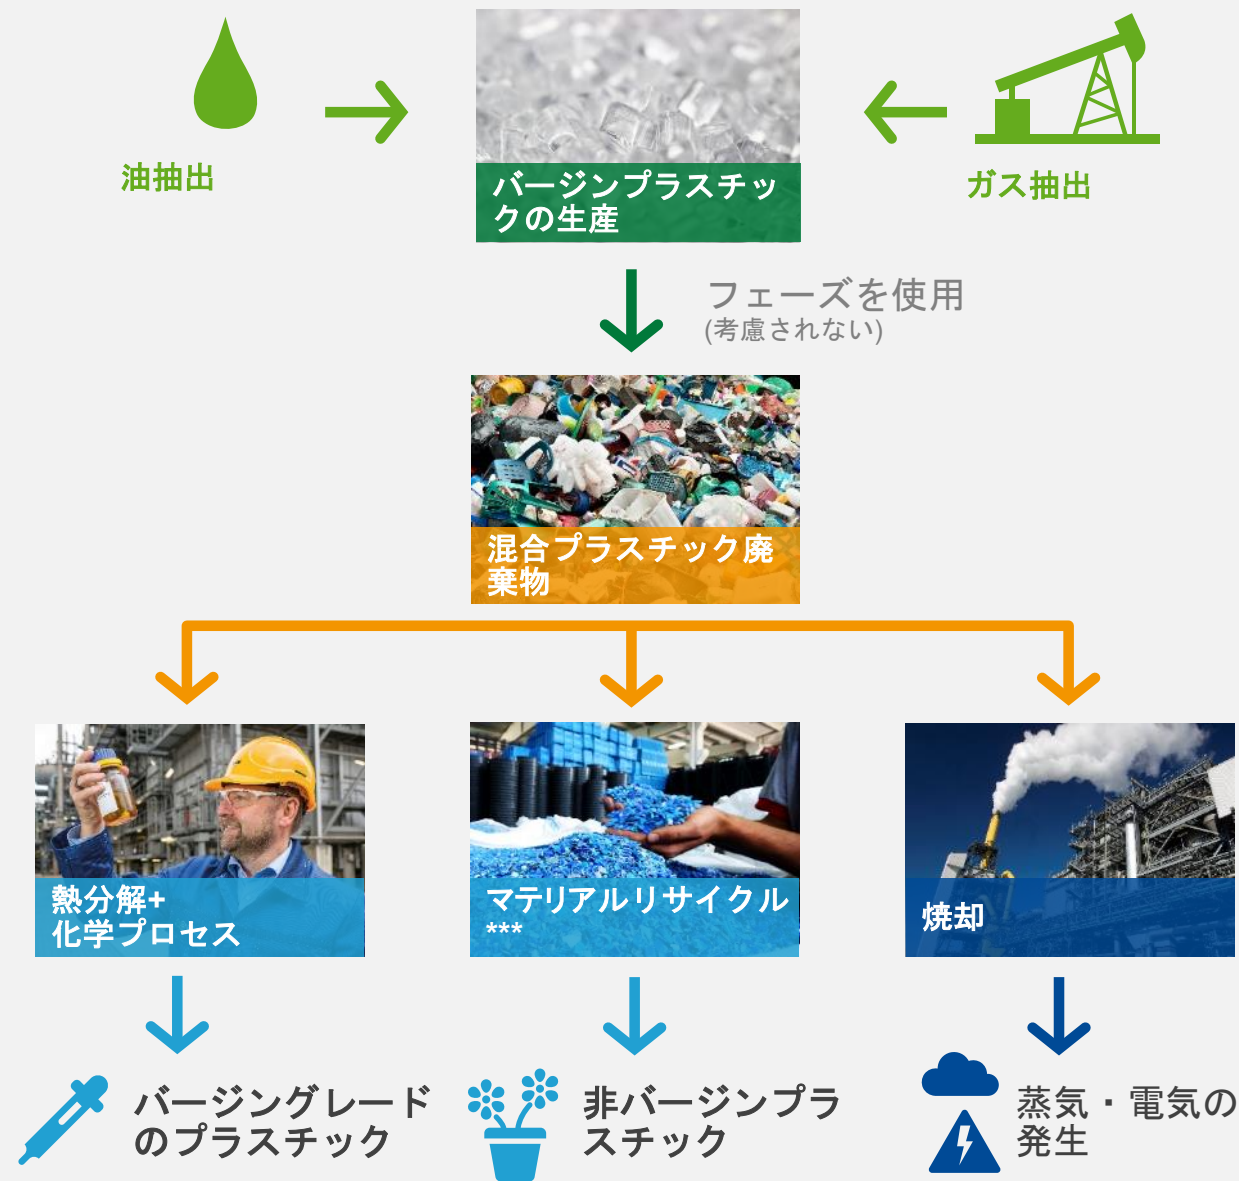 油抽出
バージンプラスチッ
クの生産
ガス抽出
フェーズを使用
(考慮されない)
混合プラスチック廃
棄物
熱分解+
化学プロセス
マテリアルリサイクル
***
焼却
バージングレード
のプラスチック
非バージンプラ
スチック
蒸気・電気の
発生